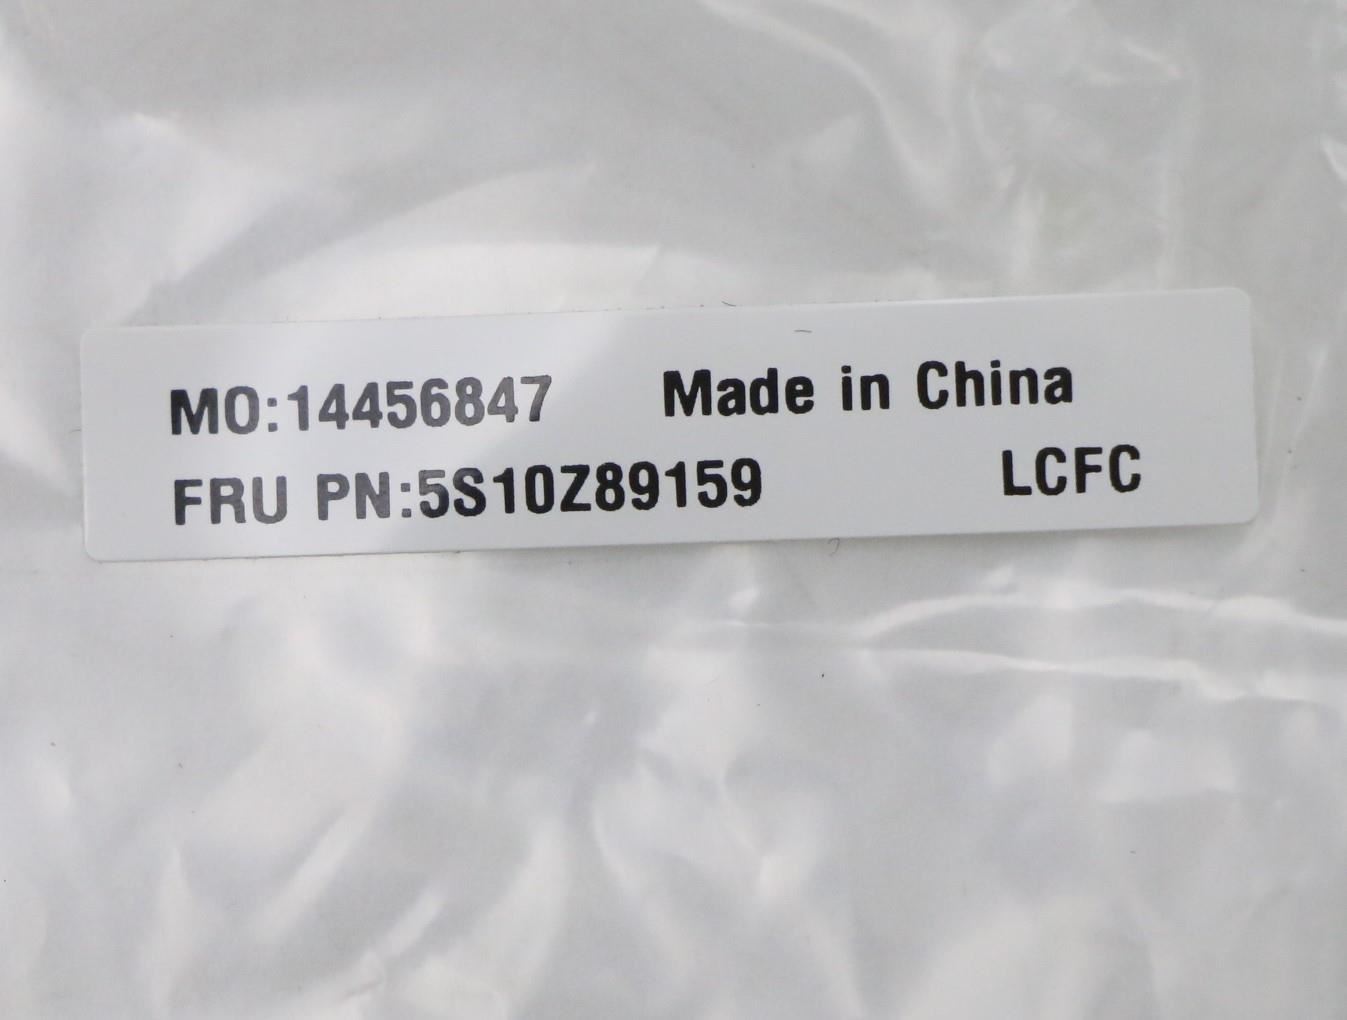 MO:14456847 Made in China
FRU PN:5S10Z89159 LCFC